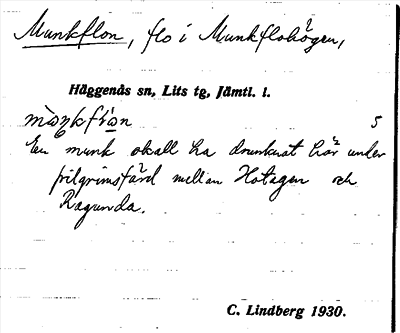 Munkflon, flo i Munkflohögen,
Häggenås sn, Lits tg, Jämtl. l.
5
En munk skall ha drunknat här under
pilgrimsfärd mellan Hotagen och
Ragunda.
C. Lindberg 1930.